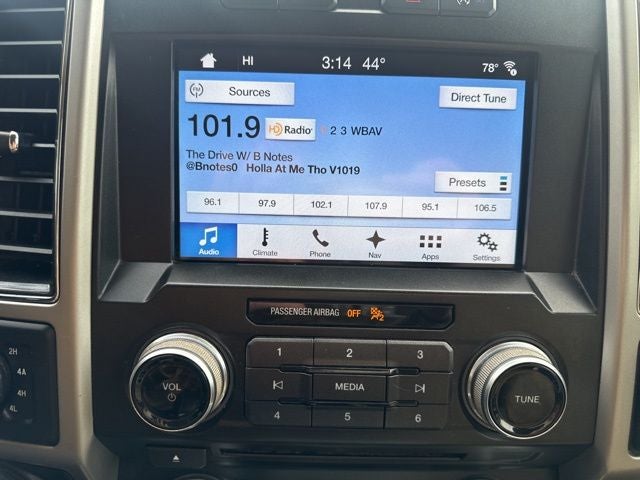 HI 3:14 44° 78°
FM Sources
Direct Tune
101.9 HD Radio 2 3 WBAV
The Drive W/ B Notes
@Bnotes0 Holla At Me Tho V1019
Presets
96.1 97.9 102.1 107.9 95.1 106.5
Audio Climate Phone Nav Apps Settings
PASSENGER AIRBAG OFF 2
1 2 3
VOL MEDIA TUNE
4 5 6
2H
4A
4H
4L